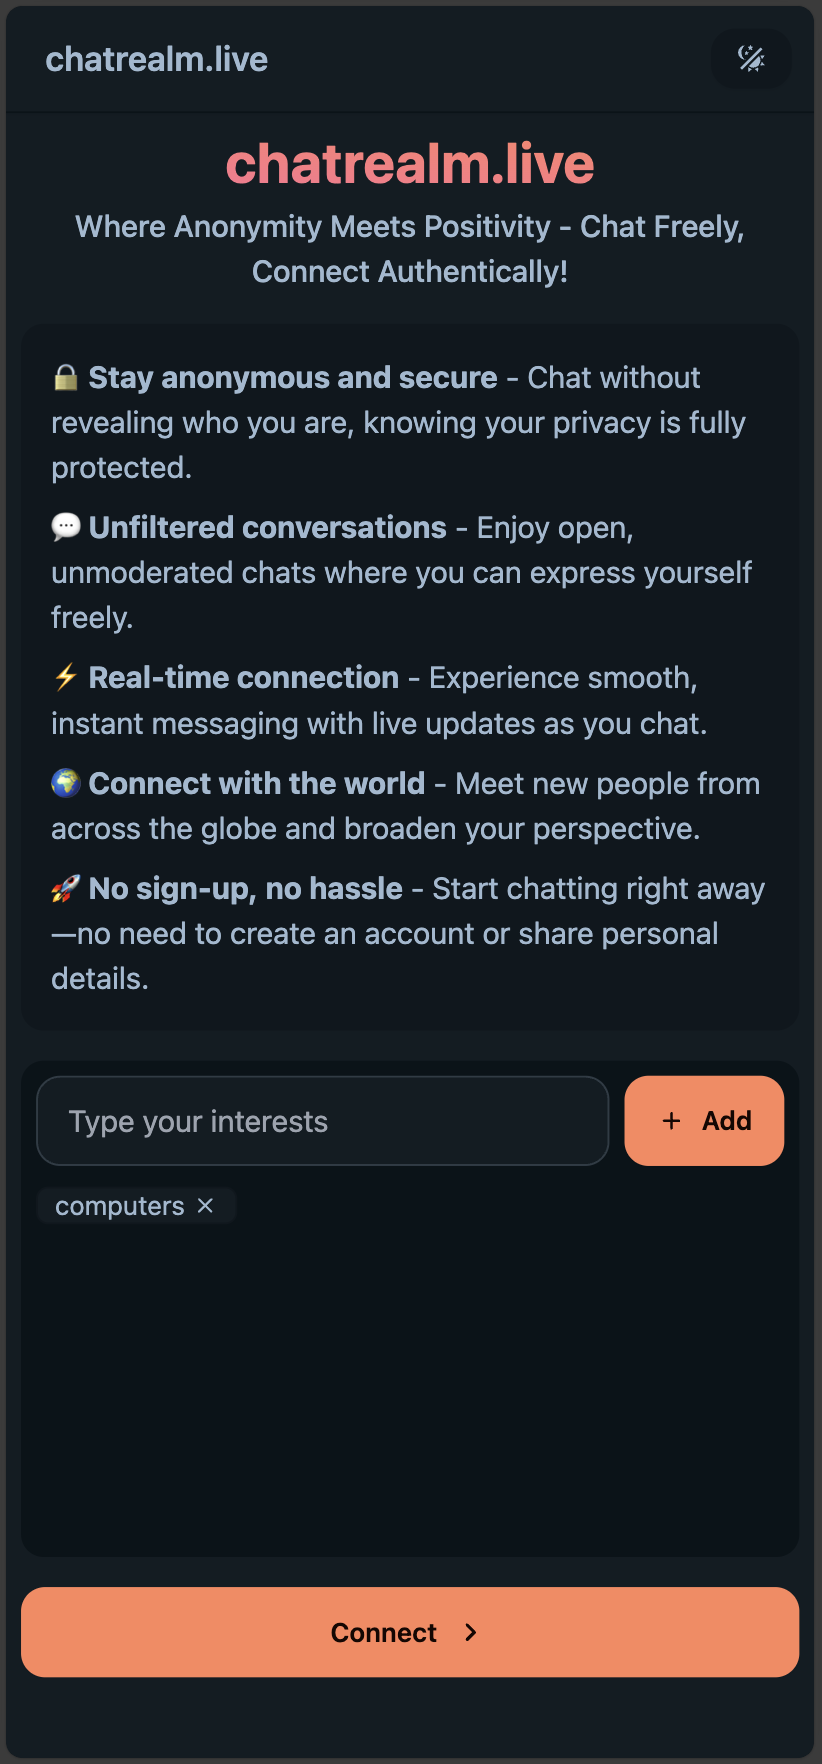 chatrealm.live
chatrealm.live
Where Anonymity Meets Positivity - Chat Freely,
Connect Authentically!
🔒 Stay anonymous and secure - Chat without
revealing who you are, knowing your privacy is fully
protected.
💬 Unfiltered conversations - Enjoy open,
unmoderated chats where you can express yourself
freely.
⚡ Real-time connection - Experience smooth,
instant messaging with live updates as you chat.
🌍 Connect with the world - Meet new people from
across the globe and broaden your perspective.
🚀 No sign-up, no hassle - Start chatting right away
—no need to create an account or share personal
details.
Type your interests
+ Add
computers ×
Connect >